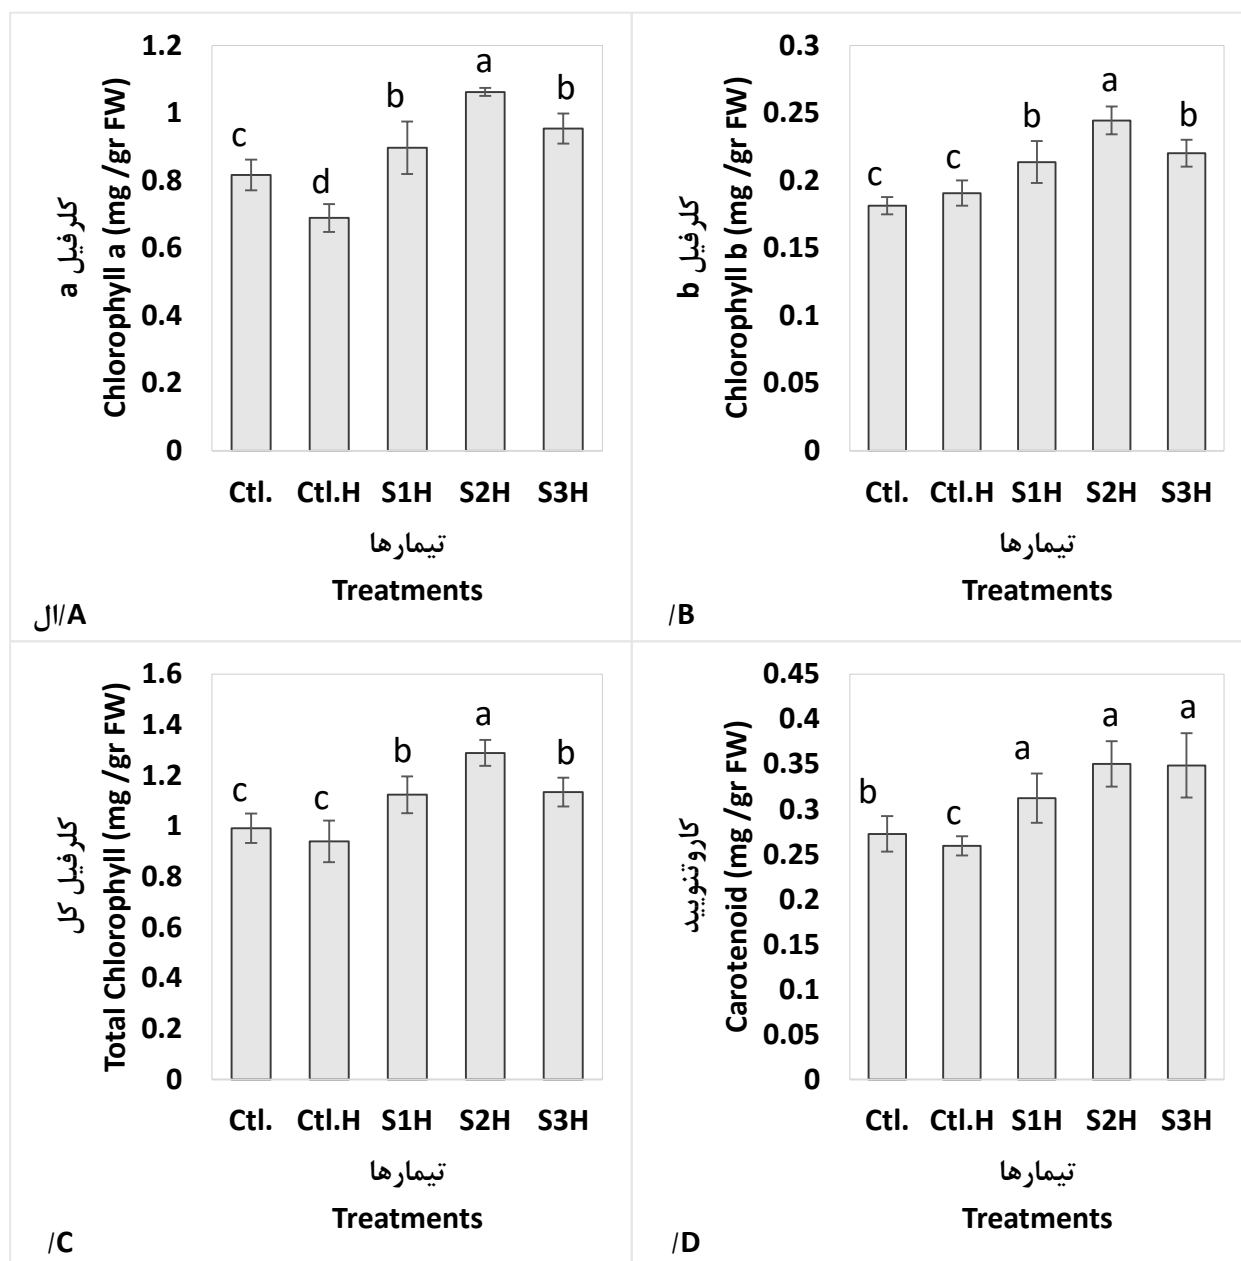 1.2
1
0.8
0.6
0.4
0.2
0
کلرفیل a
Chlorophyll a (mg /gr FW)
c
d
b
a
b
Ctl. Ctl.H S1H S2H S3H
تیمارها
Treatments
ال/A
0.3
0.25
0.2
0.15
0.1
0.05
0
کلرفیل b
Chlorophyll b (mg /gr FW)
c
c
b
a
b
Ctl. Ctl.H S1H S2H S3H
تیمارها
Treatments
/B
1.6
1.4
1.2
1
0.8
0.6
0.4
0.2
0
کلرفیل کل
Total Chlorophyll (mg /gr FW)
c
c
b
a
b
Ctl. Ctl.H S1H S2H S3H
تیمارها
Treatments
/C
0.45
0.4
0.35
0.3
0.25
0.2
0.15
0.1
0.05
0
کاروتنویید
Carotenoid (mg /gr FW)
b
c
a
a
a
Ctl. Ctl.H S1H S2H S3H
تیمارها
Treatments
/D